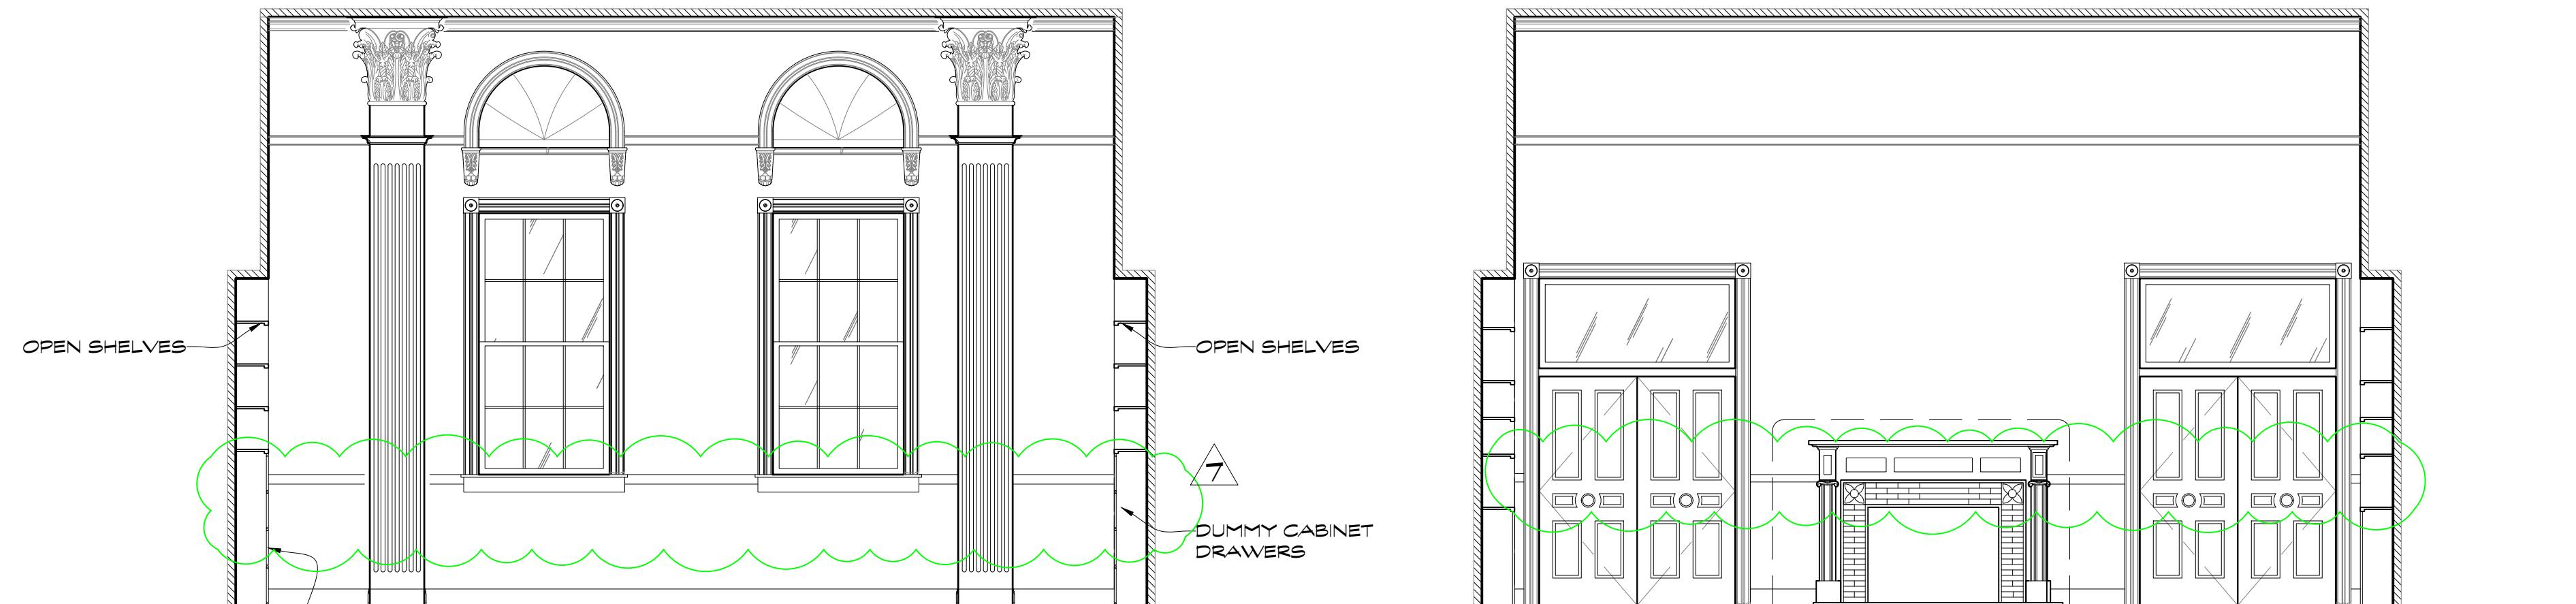 OPEN SHELVES
OPEN SHELVES
7
DUMMY CABINET
DRAWERS